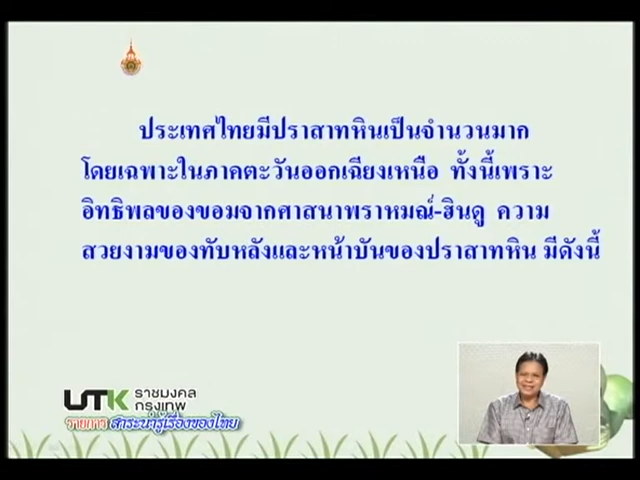 ประเทศไทยมีปราสาทหินเป็นจำนวนมาก
โดยเฉพาะในภาคตะวันออกเฉียงเหนือ ทั้งนี้เพราะ
อิทธิพลของขอมจากศาสนาพราหมณ์-ฮินดู ความ
สวยงามของทับหลังและหน้าบันของปราสาทหิน มีดังนี้
UTK ราชมงคล
กรุงเทพ
รายการ สาระน่ารู้เรื่องของไทย